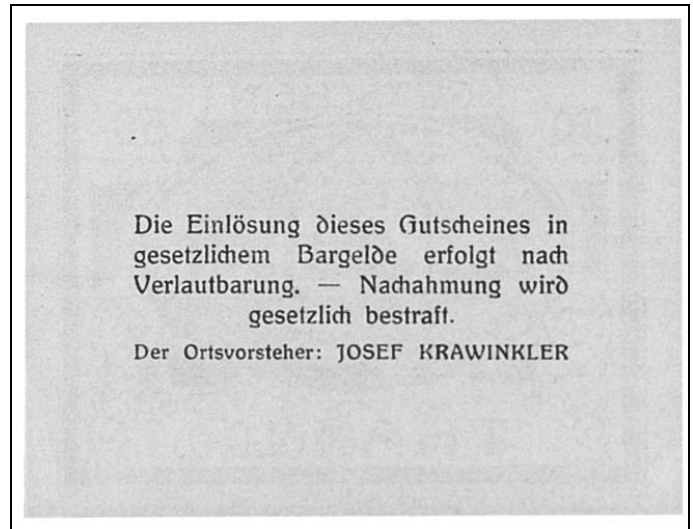 Die Einlösung dieses Gutscheines in
gesetzlichem Bargelde erfolgt nach
Verlautbarung. — Nachahmung wird
gesetzlich bestraft.
Der Ortsvorsteher: JOSEF KRAWINKLER